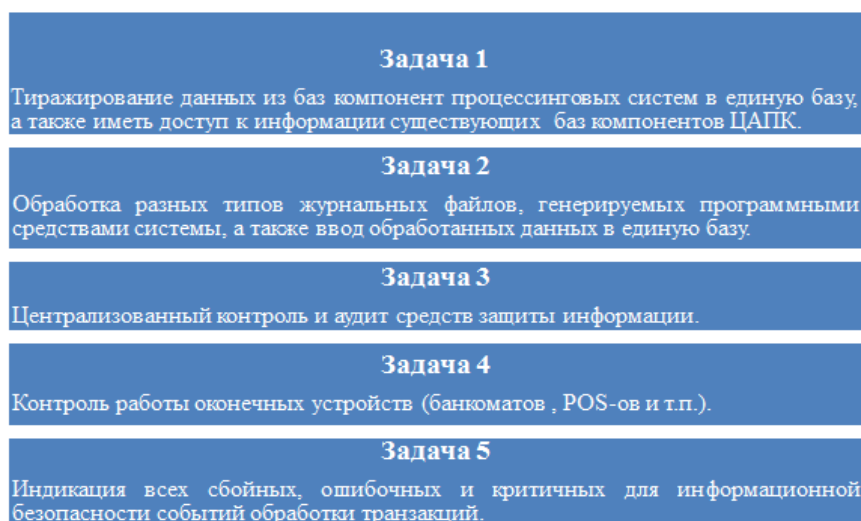 Задача 1
Тиражирование данных из баз компонент процессинговых систем в единую базу,
а также иметь доступ к информации существующих баз компонентов ЦАПК.
Задача 2
Обработка разных типов журнальных файлов, генерируемых программными
средствами системы, а также ввод обработанных данных в единую базу.
Задача 3
Централизованный контроль и аудит средств защиты информации.
Задача 4
Контроль работы оконечных устройств (банкоматов , POS-ов и т.п.).
Задача 5
Индикация всех сбойных, ошибочных и критичных для информационной
безопасности событий обработки транзакций.